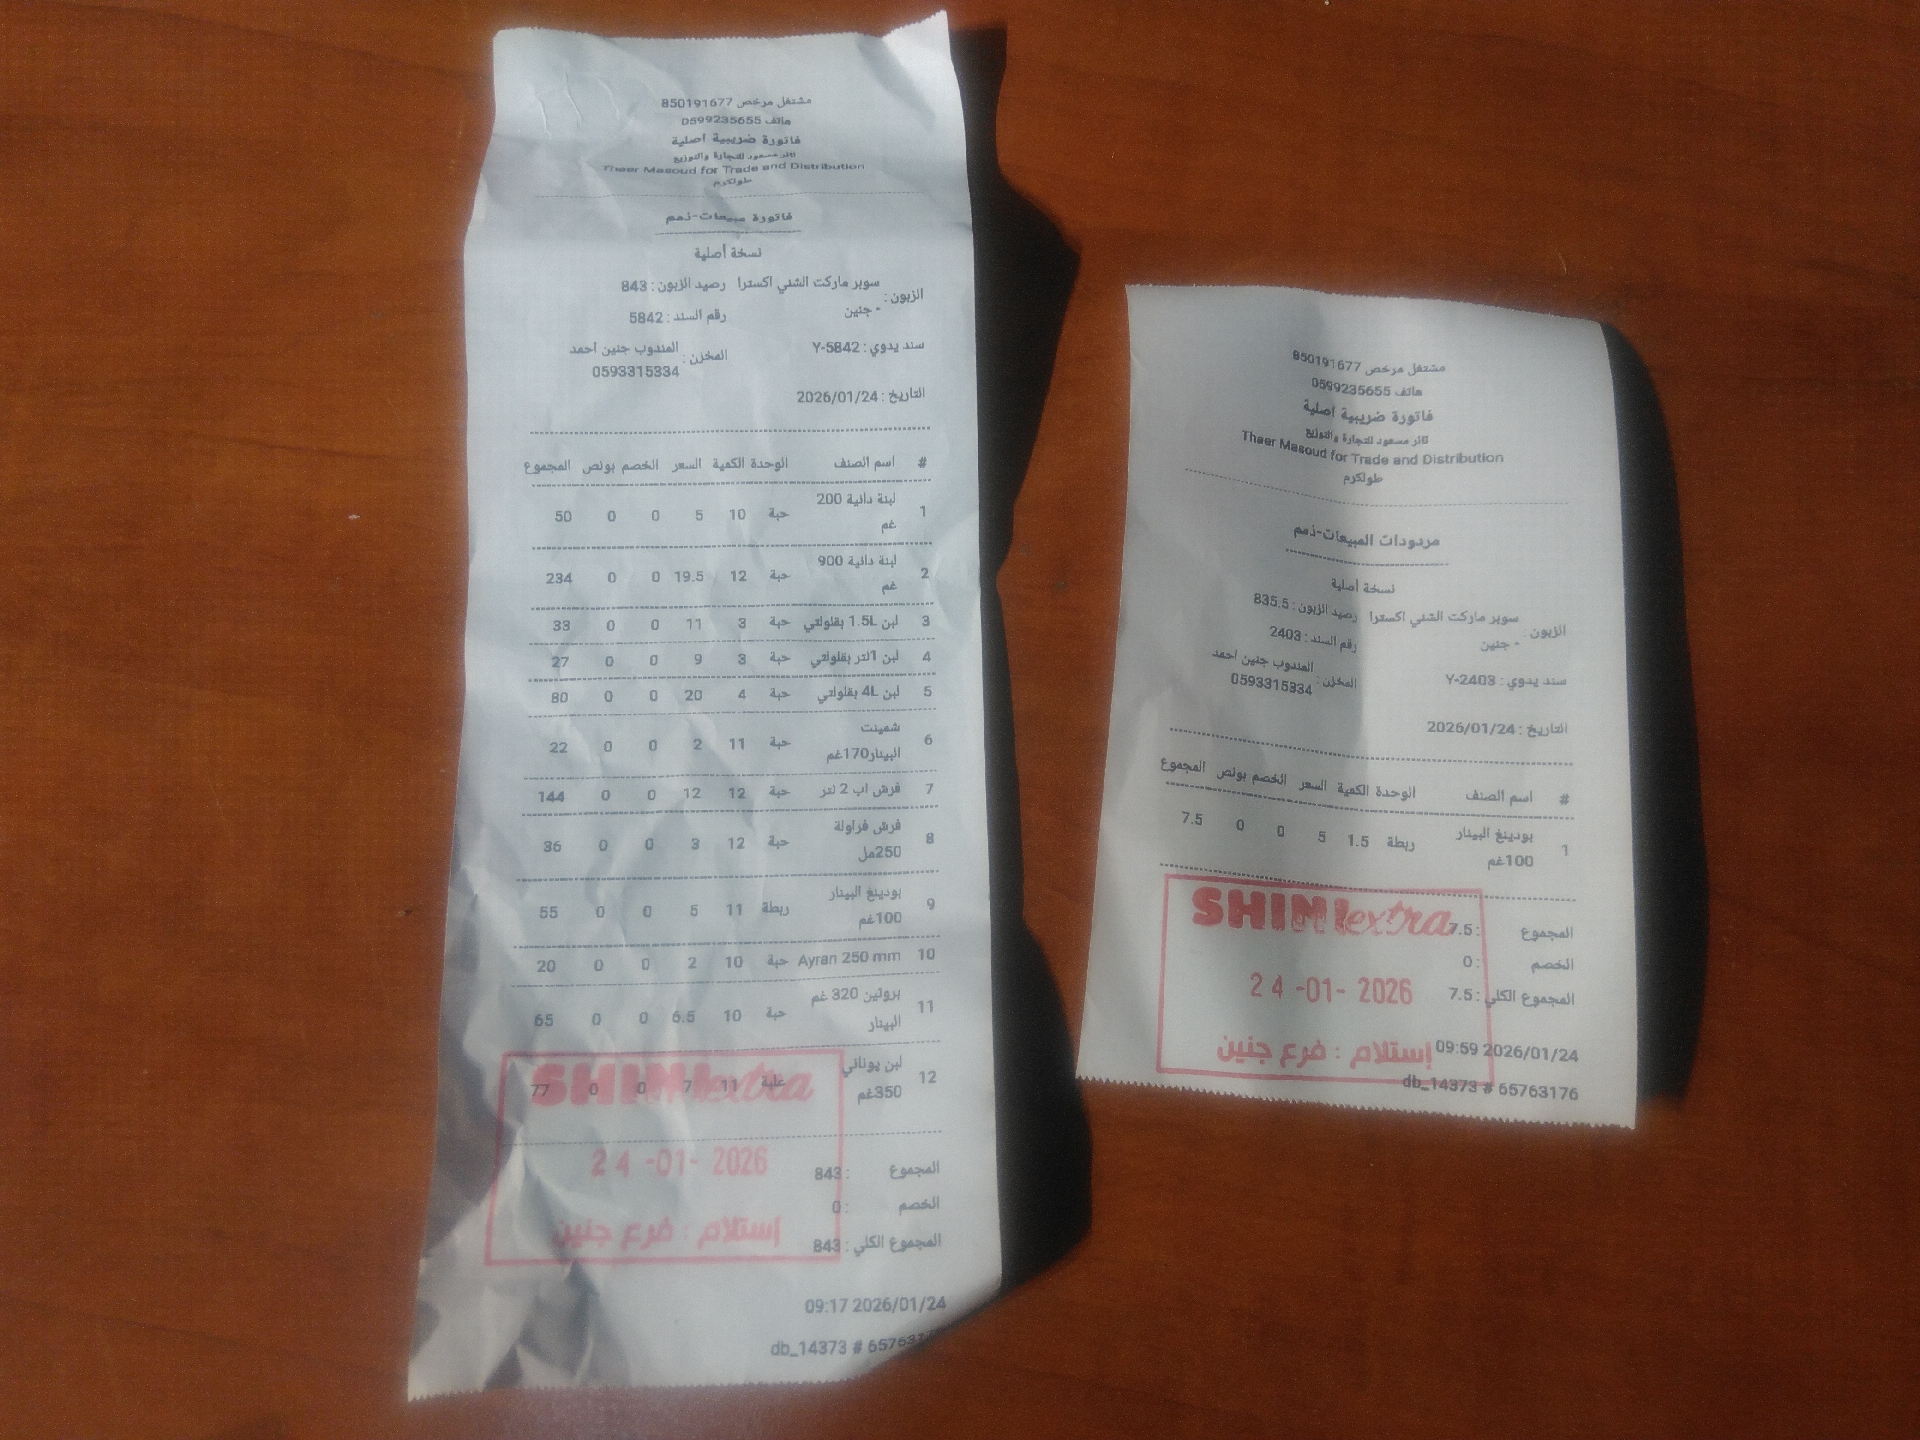 مشتغل مرخص 850191677
هاتف 0599235655
فاتورة ضريبية اصلية
ثائر مسعود للتجارة والتوزيع
Thaer Masoud for Trade and Distribution
طولكرم
فاتورة مبيعات-ذمم
نسخة أصلية
الزبون : سوبر ماركت الشني اكسترا - جنين رصيد الزبون : 843
رقم السند : 5842
سند يدوي : Y-5842 المخزن : المندوب جنين احمد 0593315334
التاريخ : 2026/01/24
# اسم الصنف الوحدة الكمية السعر الخصم بونص المجموع
1 لبنة دانية 200 غم حبة 10 5 0 0 50
2 لبنة دانية 900 غم حبة 12 19.5 0 0 234
3 لبن 1.5L بقلولتي حبة 3 11 0 0 33
4 لبن 1لتر بقلولتي حبة 3 9 0 0 27
5 لبن 4L بقلولتي حبة 4 20 0 0 80
6 شمينت البينار170غم حبة 11 2 0 0 22
7 فرش اب 2 لتر حبة 12 12 0 0 144
8 فرش فراولة 250مل حبة 12 3 0 0 36
9 بودينغ البينار 100غم ربطة 11 5 0 0 55
10 Ayran 250 mm حبة 10 2 0 0 20
11 بروتين 320 غم البينار حبة 10 6.5 0 0 65
12 لبن يوناني 350غم علبة 11 7 0 0 77
المجموع : 843
الخصم : 0
المجموع الكلي : 843
SHINI extra
24 -01- 2026
إستلام : فرع جنين
09:17 2026/01/24
db_14373 #
مشتغل مرخص 850191677
هاتف 0599235655
فاتورة ضريبية اصلية
ثائر مسعود للتجارة والتوزيع
Thaer Masoud for Trade and Distribution
طولكرم
مردودات المبيعات-ذمم
نسخة أصلية
الزبون : سوبر ماركت الشني اكسترا - جنين رصيد الزبون : 835.5
رقم السند : 2403
سند يدوي : Y-2403 المخزن : المندوب جنين احمد 0593315334
التاريخ : 2026/01/24
# اسم الصنف الوحدة الكمية السعر الخصم بونص المجموع
1 بودينغ البينار 100غم ربطة 1.5 5 0 0 7.5
المجموع : 7.5
الخصم : 0
المجموع الكلي : 7.5
SHINI extra
24 -01- 2026
إستلام : فرع جنين
09:59 2026/01/24
db_14373 # 65763176